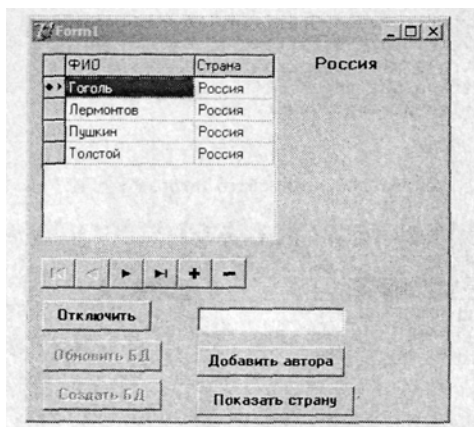 Form1
ФИО Страна
Гоголь Россия
Лермонтов Россия
Пушкин Россия
Толстой Россия
Россия
Отключить
Обновить БД
Добавить автора
Создать БД
Показать страну